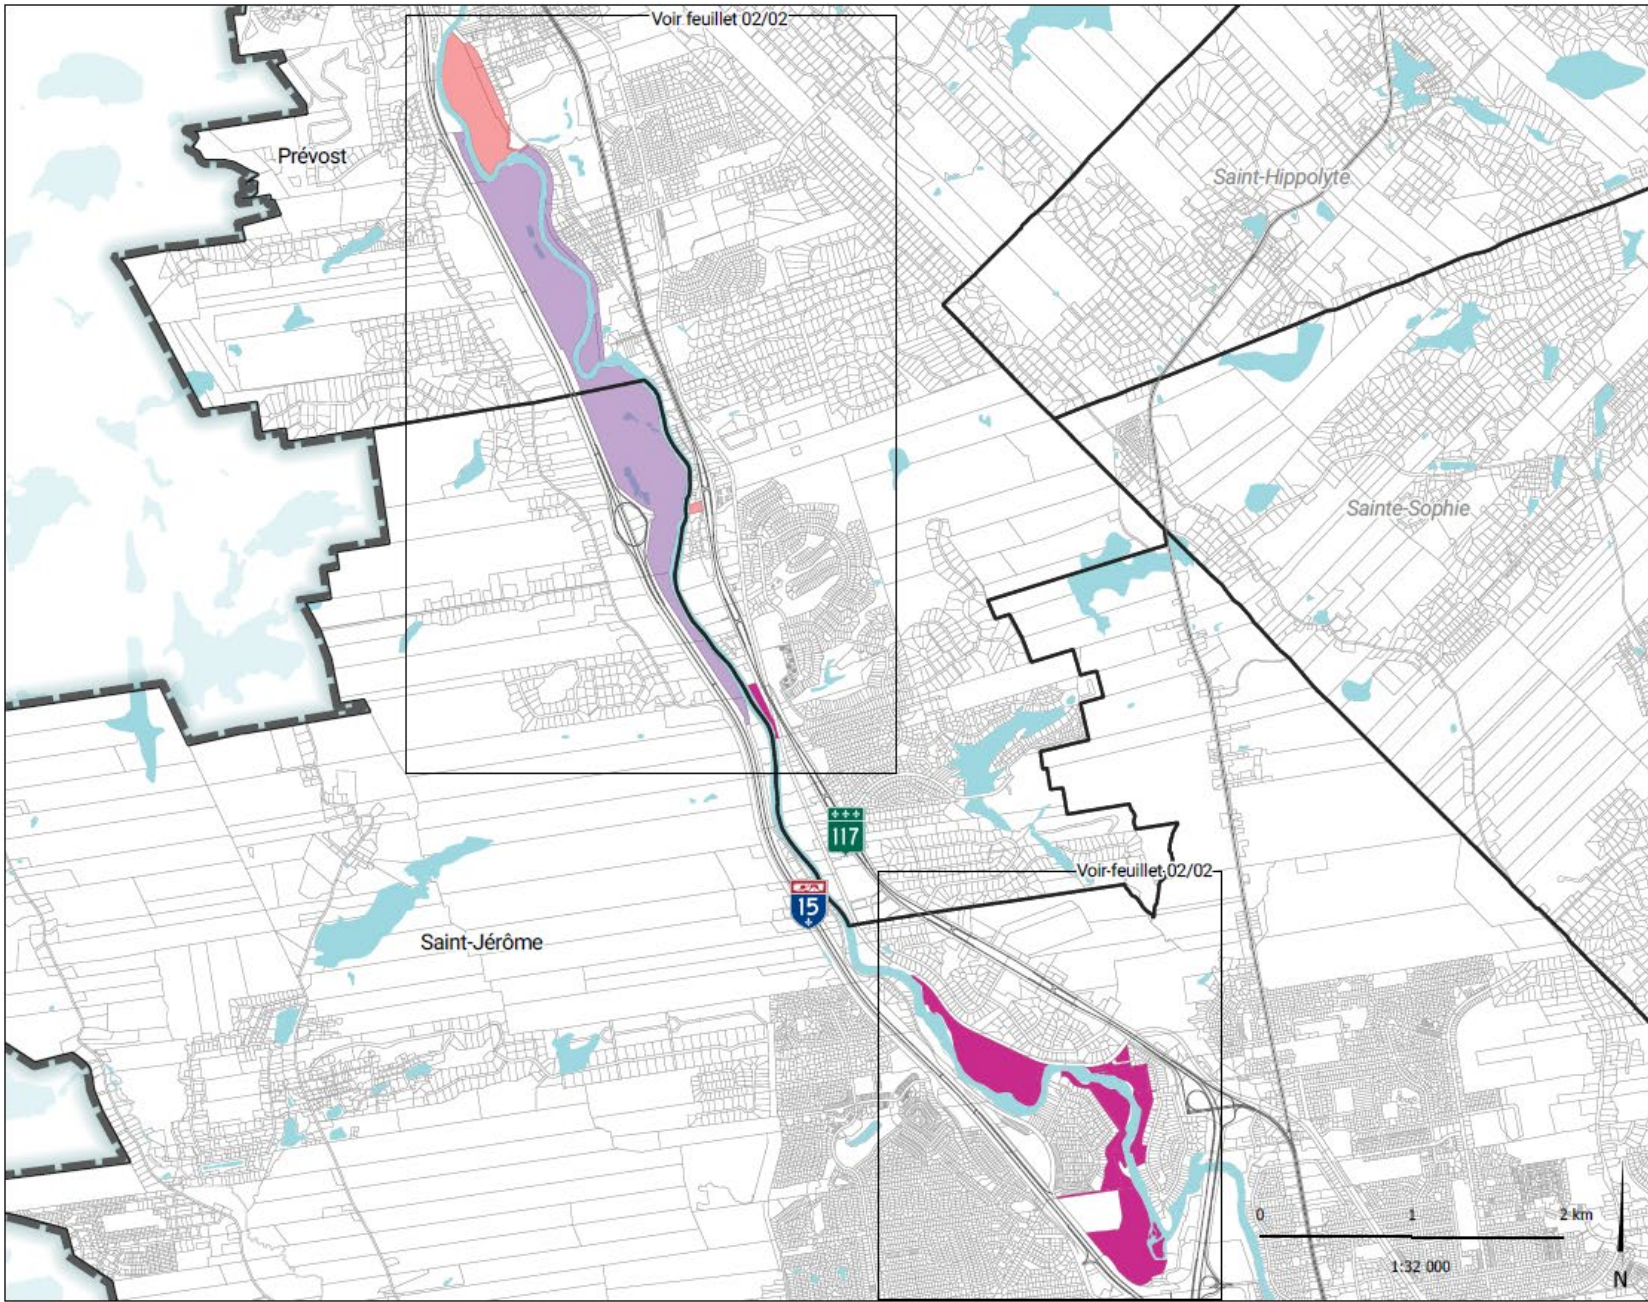 Voir feuillet 02/02
Prévost
Saint-Hippolyte
Sainte-Sophie
117
Voir feuillet 02/02
15
Saint-Jérôme
0 1 2 km
1:32 000
N